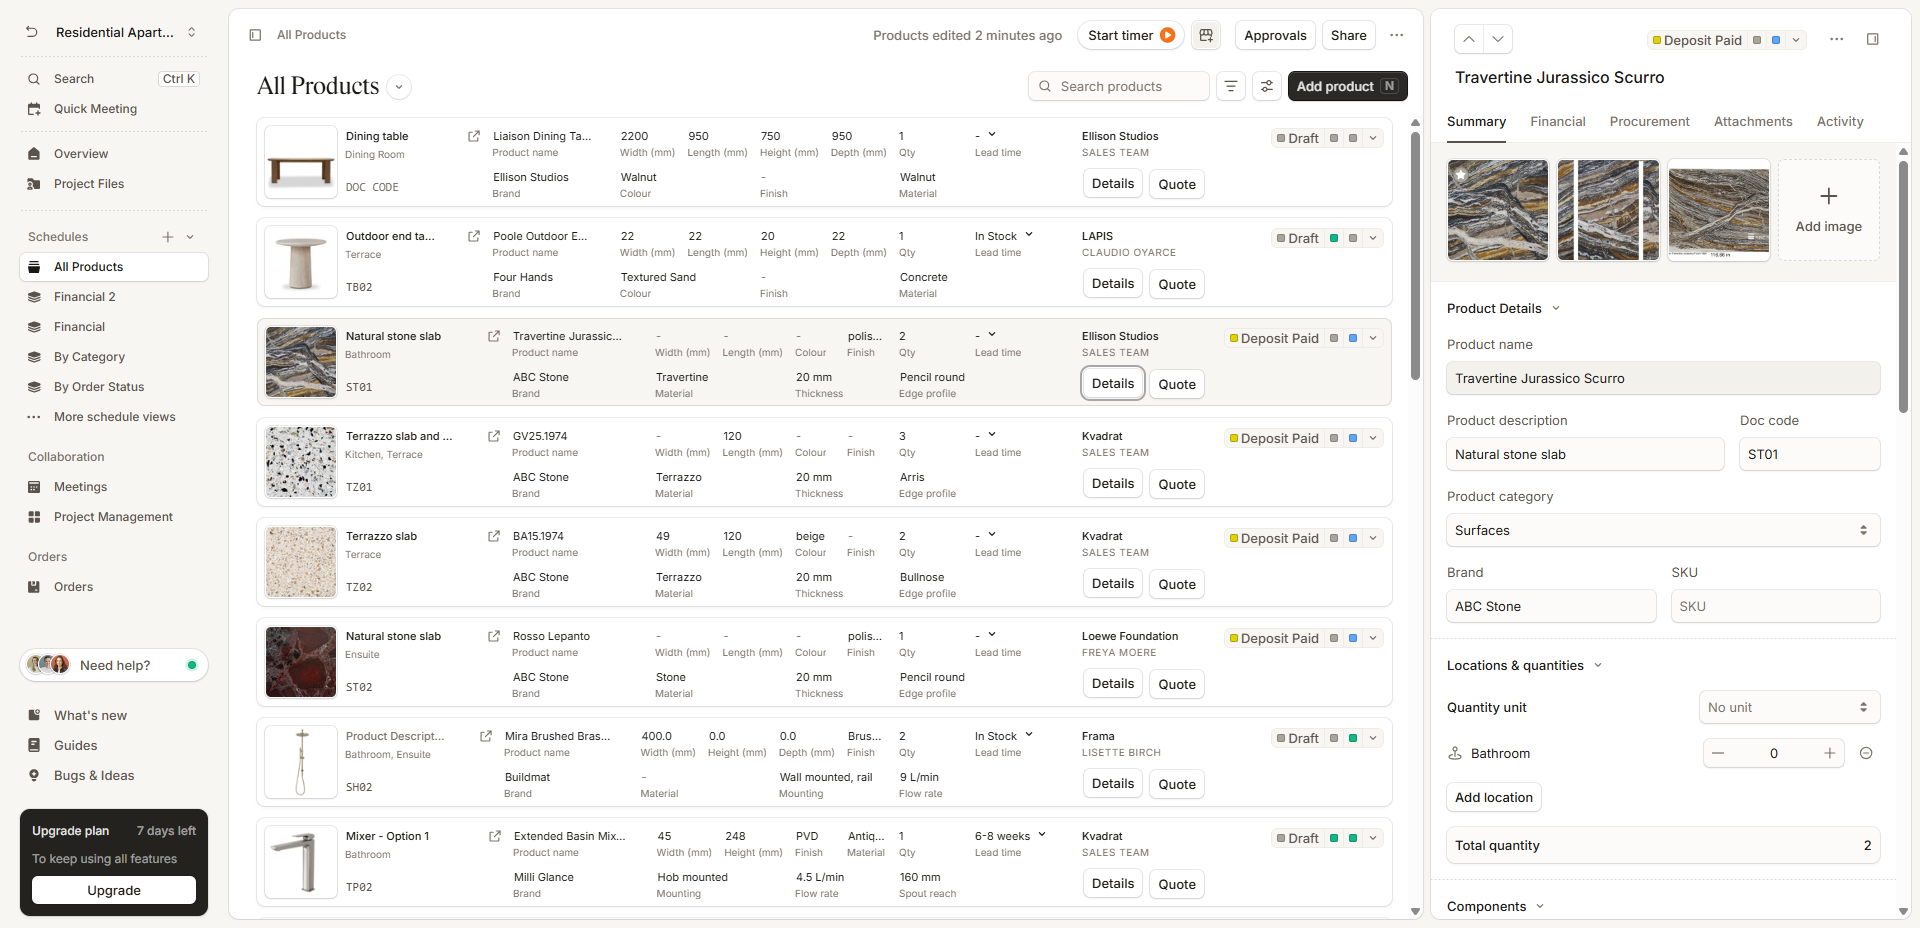 Residential Apart...
Search Ctrl K
Quick Meeting
Overview
Project Files
Schedules
All Products
Financial 2
Financial
By Category
By Order Status
More schedule views
Collaboration
Meetings
Project Management
Orders
Orders
Need help?
What's new
Guides
Bugs & Ideas
Upgrade plan 7 days left
To keep using all features
Upgrade
All Products
Products edited 2 minutes ago
Start timer
Approvals
Share
All Products
Search products
Add product N
Dining table Liaison Dining Ta... 2200 950 750 950 1 - Ellison Studios Draft
Dining Room Product name Width (mm) Length (mm) Height (mm) Depth (mm) Qty Lead time SALES TEAM
DOC CODE Ellison Studios Walnut - Walnut Details Quote
Brand Colour Finish Material
Outdoor end ta... Poole Outdoor E... 22 22 20 22 1 In Stock LAPIS Draft
Terrace Product name Width (mm) Length (mm) Height (mm) Depth (mm) Qty Lead time CLAUDIO OYARCE
TB02 Four Hands Textured Sand - Concrete Details Quote
Brand Colour Finish Material
Natural stone slab Travertine Jurassic... - - - polis... 2 - Ellison Studios Deposit Paid
Bathroom Product name Width (mm) Length (mm) Colour Finish Qty Lead time SALES TEAM
ST01 ABC Stone Travertine 20 mm Pencil round Details Quote
Brand Material Thickness Edge profile
Terrazzo slab and ... GV25.1974 - 120 - - 3 - Kvadrat Deposit Paid
Kitchen, Terrace Product name Width (mm) Length (mm) Colour Finish Qty Lead time SALES TEAM
TZ01 ABC Stone Terrazzo 20 mm Arris Details Quote
Brand Material Thickness Edge profile
Terrazzo slab BA15.1974 49 120 beige - 2 - Kvadrat Deposit Paid
Terrace Product name Width (mm) Length (mm) Colour Finish Qty Lead time SALES TEAM
TZ02 ABC Stone Terrazzo 20 mm Bullnose Details Quote
Brand Material Thickness Edge profile
Natural stone slab Rosso Lepanto - - - polis... 1 - Loewe Foundation Deposit Paid
Ensuite Product name Width (mm) Length (mm) Colour Finish Qty Lead time FREYA MOERE
ST02 ABC Stone Stone 20 mm Pencil round Details Quote
Brand Material Thickness Edge profile
Product Descript... Mira Brushed Bras... 400.0 0.0 0.0 Brus... 2 In Stock Frama Draft
Bathroom, Ensuite Product name Width (mm) Height (mm) Depth (mm) Finish Qty Lead time LISETTE BIRCH
SH02 Buildmat - Wall mounted, rail 9 L/min Details Quote
Brand Material Mounting Flow rate
Mixer - Option 1 Extended Basin Mix... 45 248 PVD Antiq... 1 6-8 weeks Kvadrat Draft
Bathroom Product name Width (mm) Height (mm) Finish Material Qty Lead time SALES TEAM
TP02 Milli Glance Hob mounted 4.5 L/min 160 mm Details Quote
Brand Mounting Flow rate Spout reach
Deposit Paid
Travertine Jurassico Scurro
Summary Financial Procurement Attachments Activity
Add image
Product Details
Product name
Travertine Jurassico Scurro
Product description Doc code
Natural stone slab ST01
Product category
Surfaces
Brand SKU
ABC Stone SKU
Locations & quantities
Quantity unit No unit
Bathroom 0
Add location
Total quantity 2
Components